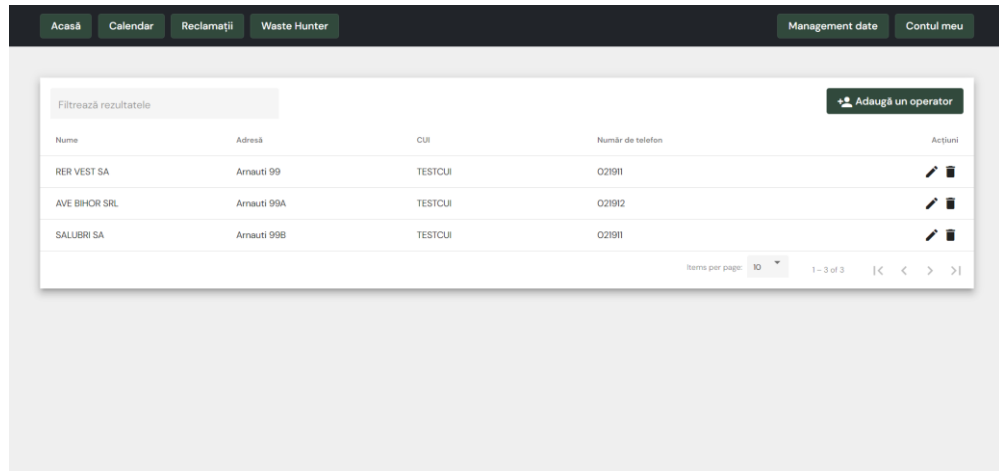 Acasă Calendar Reclamații Waste Hunter Management date Contul meu
Filtrează rezultatele Adaugă un operator
Nume Adresă CUI Număr de telefon Acțiuni
RER VEST SA Arnauti 99 TESTCUI 021911
AVE BIHOR SRL Arnauti 99A TESTCUI 021912
SALUBRI SA Arnauti 99B TESTCUI 021911
Items per page: 10 1 – 3 of 3